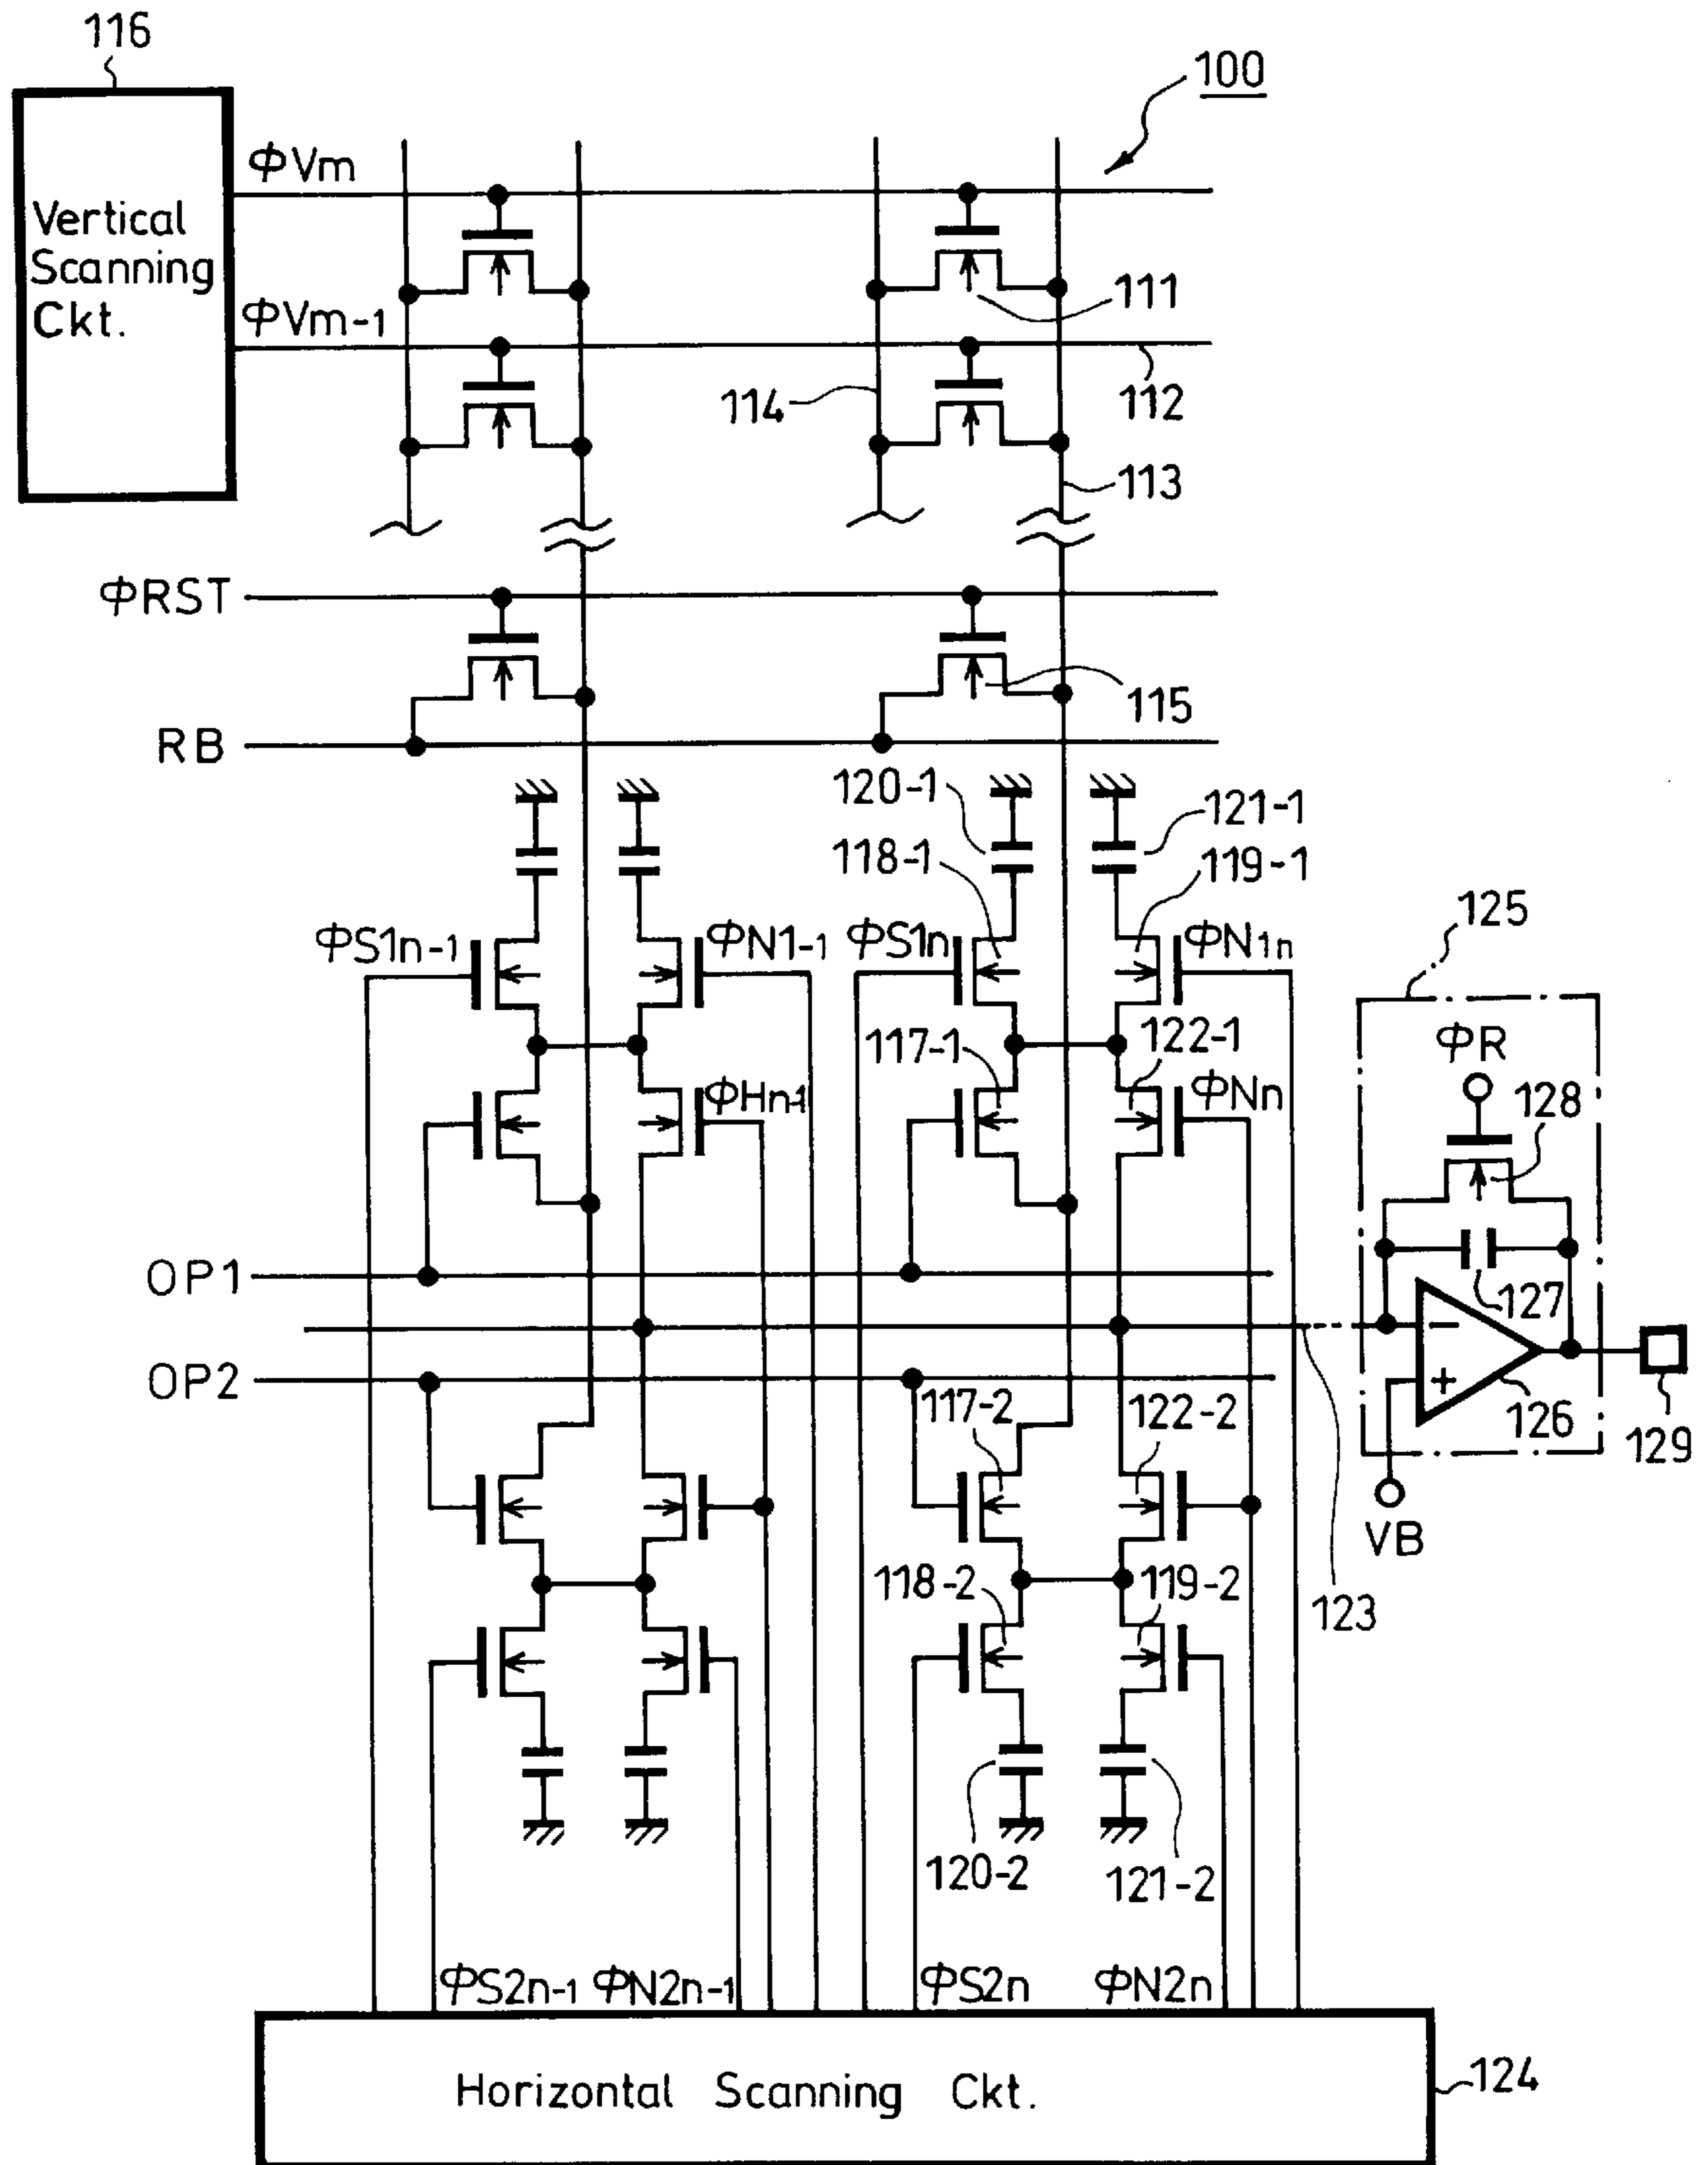 116
100
ΦVm
Vertical
Scanning
Ckt.
111
ΦVm-1
114
112
113
ΦRST
115
RB
120-1
121-1
118-1
119-1
125
ΦS1n-1
ΦN1-1
ΦS1n
ΦN1n
117-1
122-1
ΦR
ΦHn-1
ΦNn
128
OP1
127
OP2
117-2
122-2
126
129
VB
118-2
119-2
123
120-2
121-2
ΦS2n-1
ΦN2n-1
ΦS2n
ΦN2n
Horizontal Scanning Ckt.
124